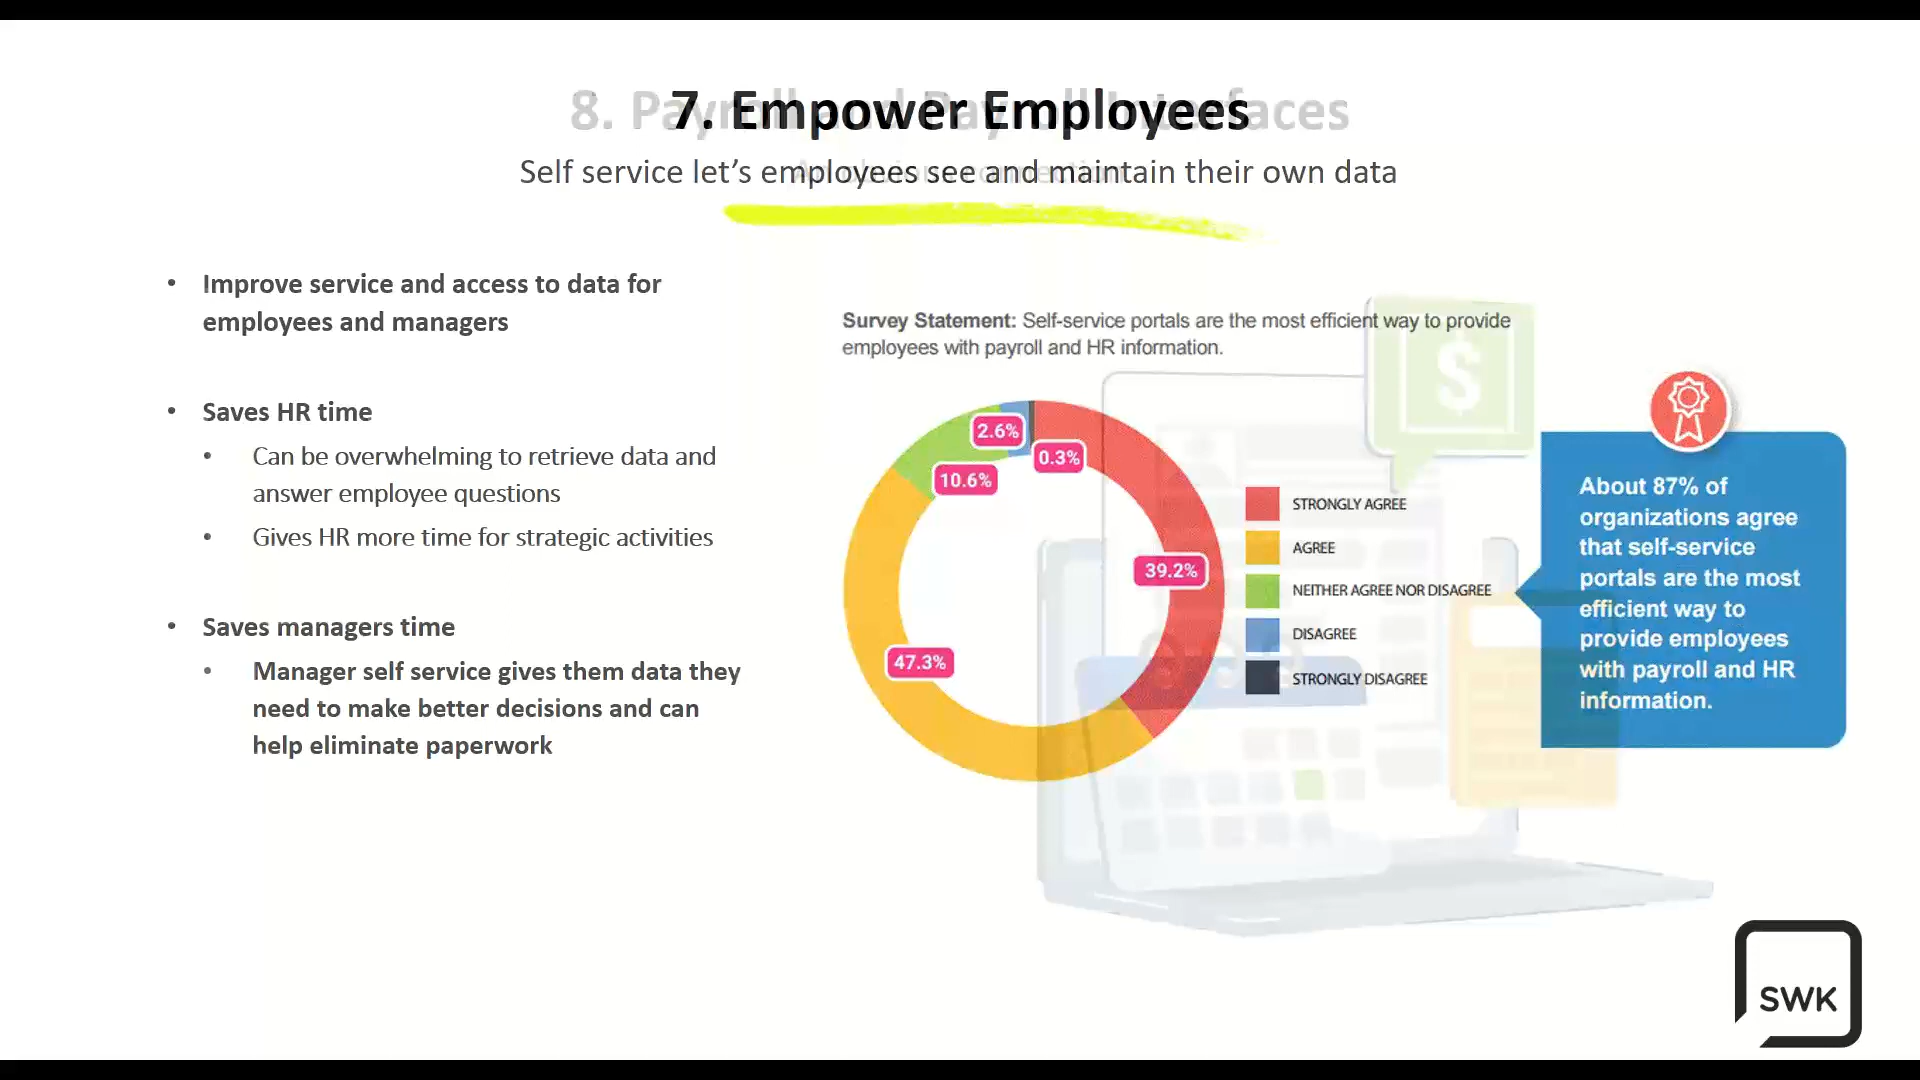 8. Payroll and Payroll Interfaces
7. Empower Employees
Self service let's employees see and maintain their own data
• Improve service and access to data for
employees and managers
• Saves HR time
• Can be overwhelming to retrieve data and
answer employee questions
• Gives HR more time for strategic activities
• Saves managers time
• Manager self service gives them data they
need to make better decisions and can
help eliminate paperwork
Survey Statement: Self-service portals are the most efficient way to provide
employees with payroll and HR information.
$
2.6%
0.3%
10.6%
39.2%
47.3%
STRONGLY AGREE
AGREE
NEITHER AGREE NOR DISAGREE
DISAGREE
STRONGLY DISAGREE
About 87% of
organizations agree
that self-service
portals are the most
efficient way to
provide employees
with payroll and HR
information.
SWK